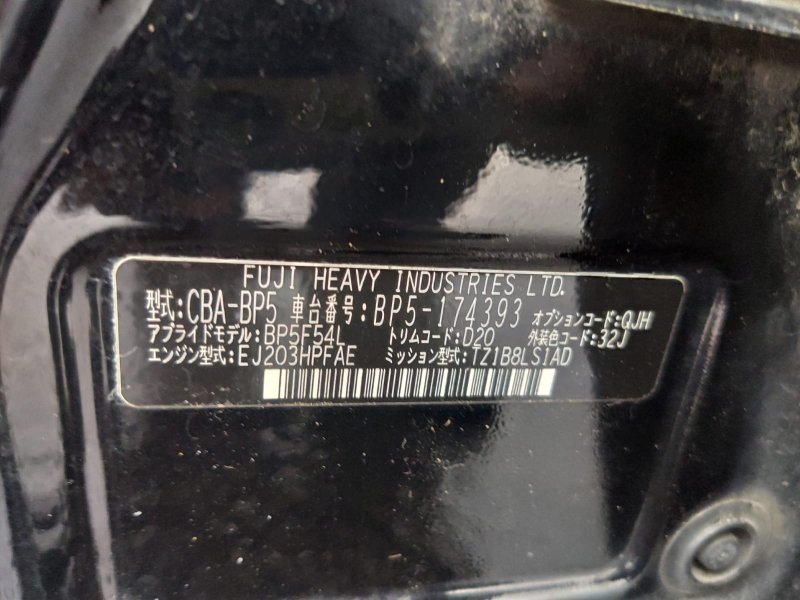 FUJI HEAVY INDUSTRIES LTD.
型式:CBA-BP5 車台番号:BP5-174393 オプションコード:QJH
アプライドモデル:BP5F54L トリムコード:D20 外装色コード:32J
エンジン型式:EJ203HPFAE ミッション型式:TZ1B8LS1AD